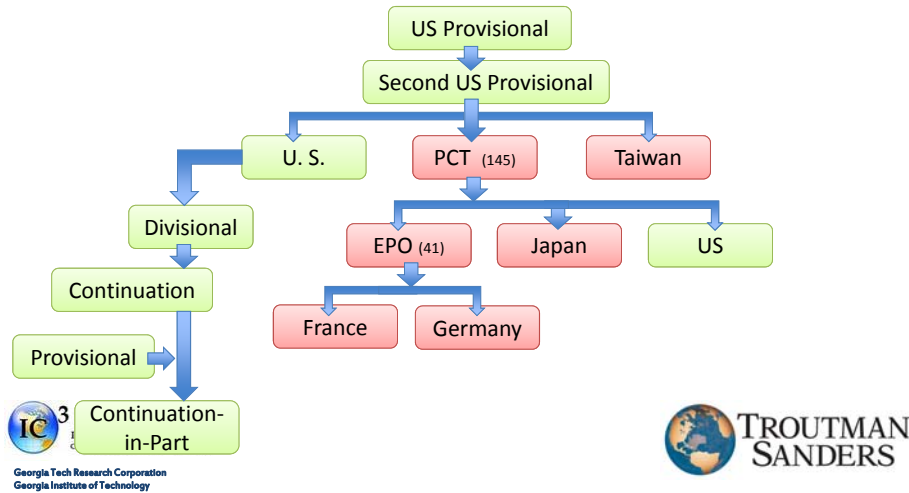 US Provisional
Second US Provisional
U. S.
PCT (145)
Taiwan
Divisional
EPO (41)
Japan
US
Continuation
France
Germany
Provisional
Continuation-
in-Part
IC3
Georgia Tech Research Corporation
Georgia Institute of Technology
TROUTMAN
SANDERS